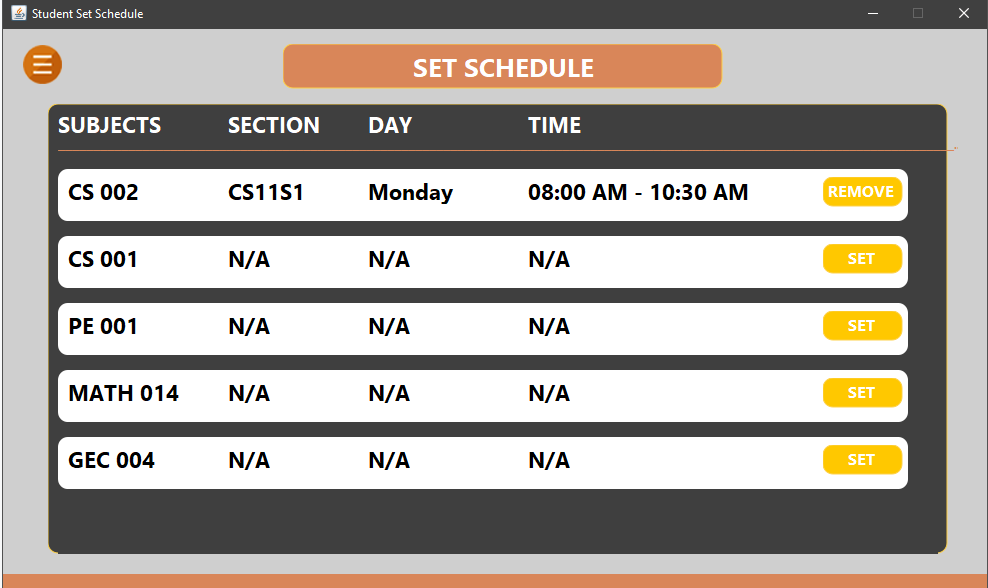 Student Set Schedule
SET SCHEDULE
SUBJECTS SECTION DAY TIME
CS 002 CS11S1 Monday 08:00 AM - 10:30 AM REMOVE
CS 001 N/A N/A N/A SET
PE 001 N/A N/A N/A SET
MATH 014 N/A N/A N/A SET
GEC 004 N/A N/A N/A SET